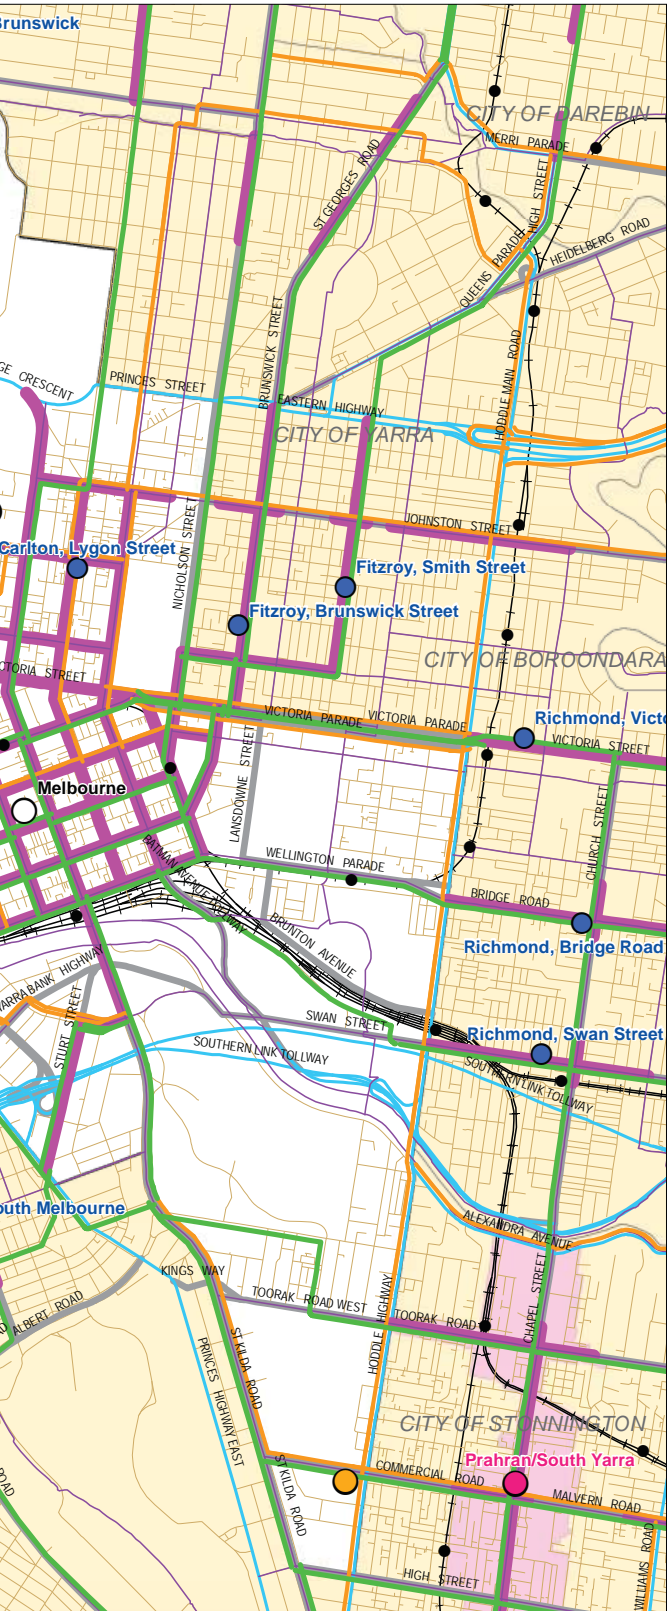 Brunswick
CITY OF DAREBIN
MERRI PARADE
ST GEORGES ROAD
HIGH STREET
HEIDELBERG ROAD
QUEENS PARADE
BRUNSWICK STREET
HODDLE MAIN ROAD
GE CRESCENT
PRINCES STREET
EASTERN HIGHWAY
CITY OF YARRA
NICHOLSON STREET
JOHNSTON STREET
Carlton, Lygon Street
Fitzroy, Smith Street
Fitzroy, Brunswick Street
CITY OF BOROONDARA
CTORIA STREET
VICTORIA PARADE
VICTORIA PARADE
Richmond, Victo
VICTORIA STREET
LANSDOWNE STREET
Melbourne
CHURCH STREET
BATMAN AVENUE TOLLWAY
WELLINGTON PARADE
BRIDGE ROAD
BRUNTON AVENUE
Richmond, Bridge Road
ARRA BANK HIGHWAY
STURT STREET
SWAN STREET
Richmond, Swan Street
SOUTHERN LINK TOLLWAY
SOUTHERN LINK TOLLWAY
outh Melbourne
ALEXANDRA AVENUE
KINGS WAY
CHAPEL STREET
TOORAK ROAD WEST
TOORAK ROAD
HODDLE HIGHWAY
D ALBERT ROAD
ST KILDA ROAD
PRINCES HIGHWAY EAST
CITY OF STONNINGTON
Prahran/South Yarra
COMMERCIAL ROAD
MALVERN ROAD
ST KILDA ROAD
OAD
HIGH STREET
WILLIAMS ROAD